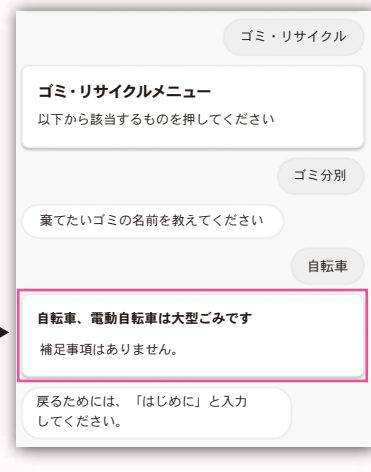 ゴミ・リサイクル
ゴミ・リサイクルメニュー
以下から該当するものを押してください
ゴミ分別
棄てたいゴミの名前を教えてください
自転車
自転車、電動自転車は大型ごみです
補足事項はありません。
戻るためには、「はじめに」と入力
してください。